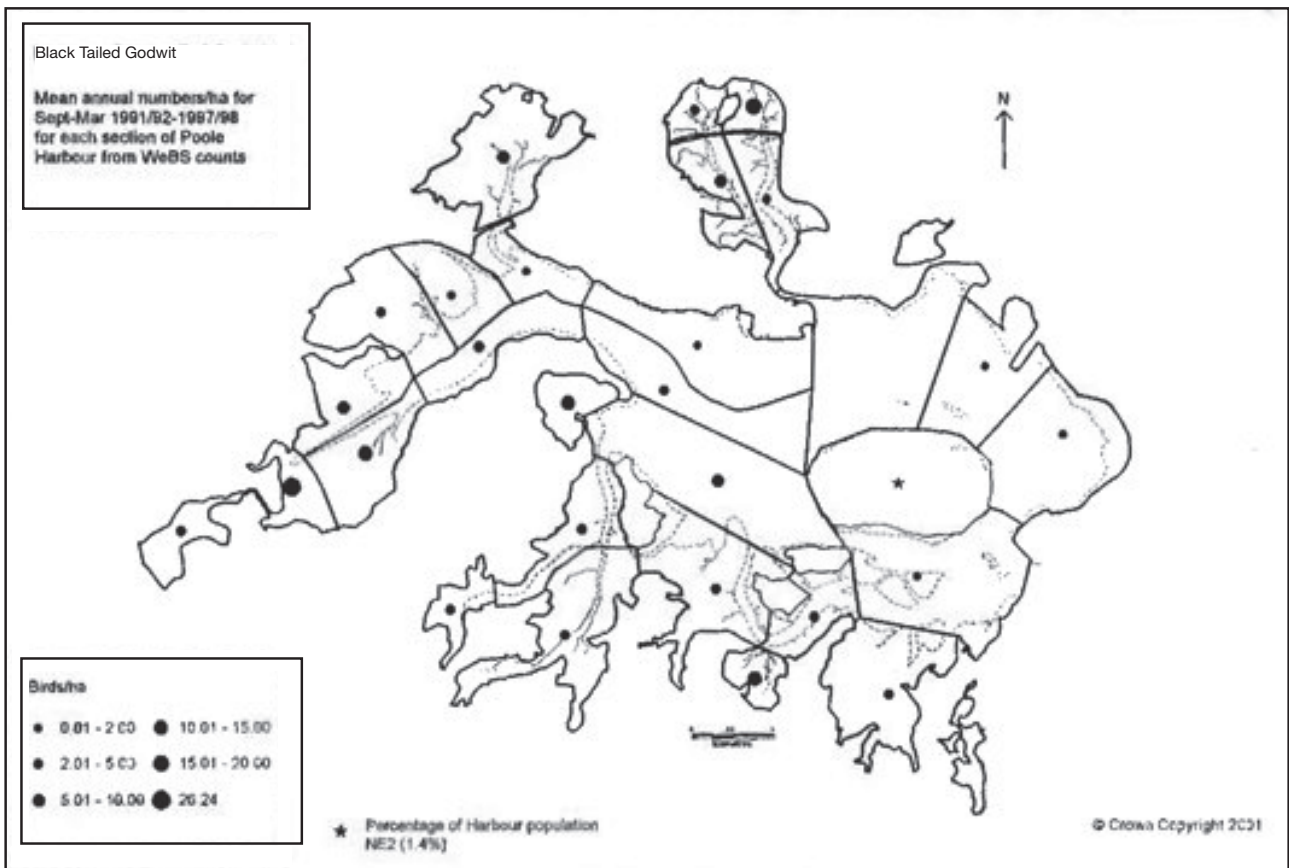 Black Tailed Godwit
Mean annual numbers/ha for
Sept-Mar 1991/92-1997/98
for each section of Poole
Harbour from WeBS counts
N
Birds/ha
0.01 - 2.00
10.01 - 15.00
2.01 - 5.00
15.01 - 20.00
5.01 - 10.00
Percentage of Harbour population
NE2 (1.4%)
© Crown Copyright 2001